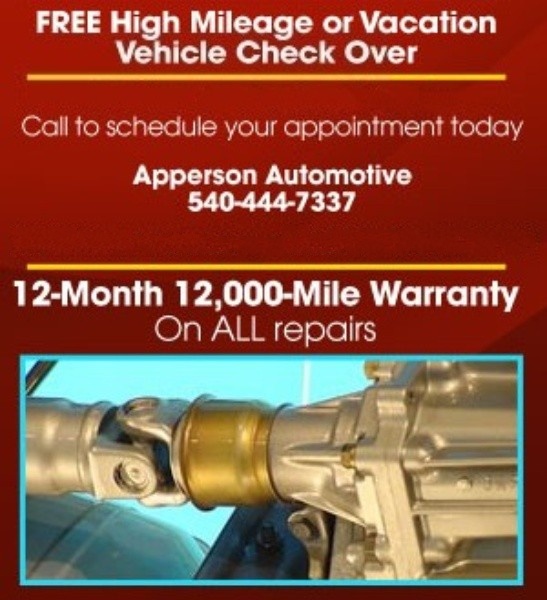 FREE High Mileage or Vacation
Vehicle Check Over
Call to schedule your appointment today
Apperson Automotive
540-444-7337
12-Month 12,000-Mile Warranty
On ALL repairs